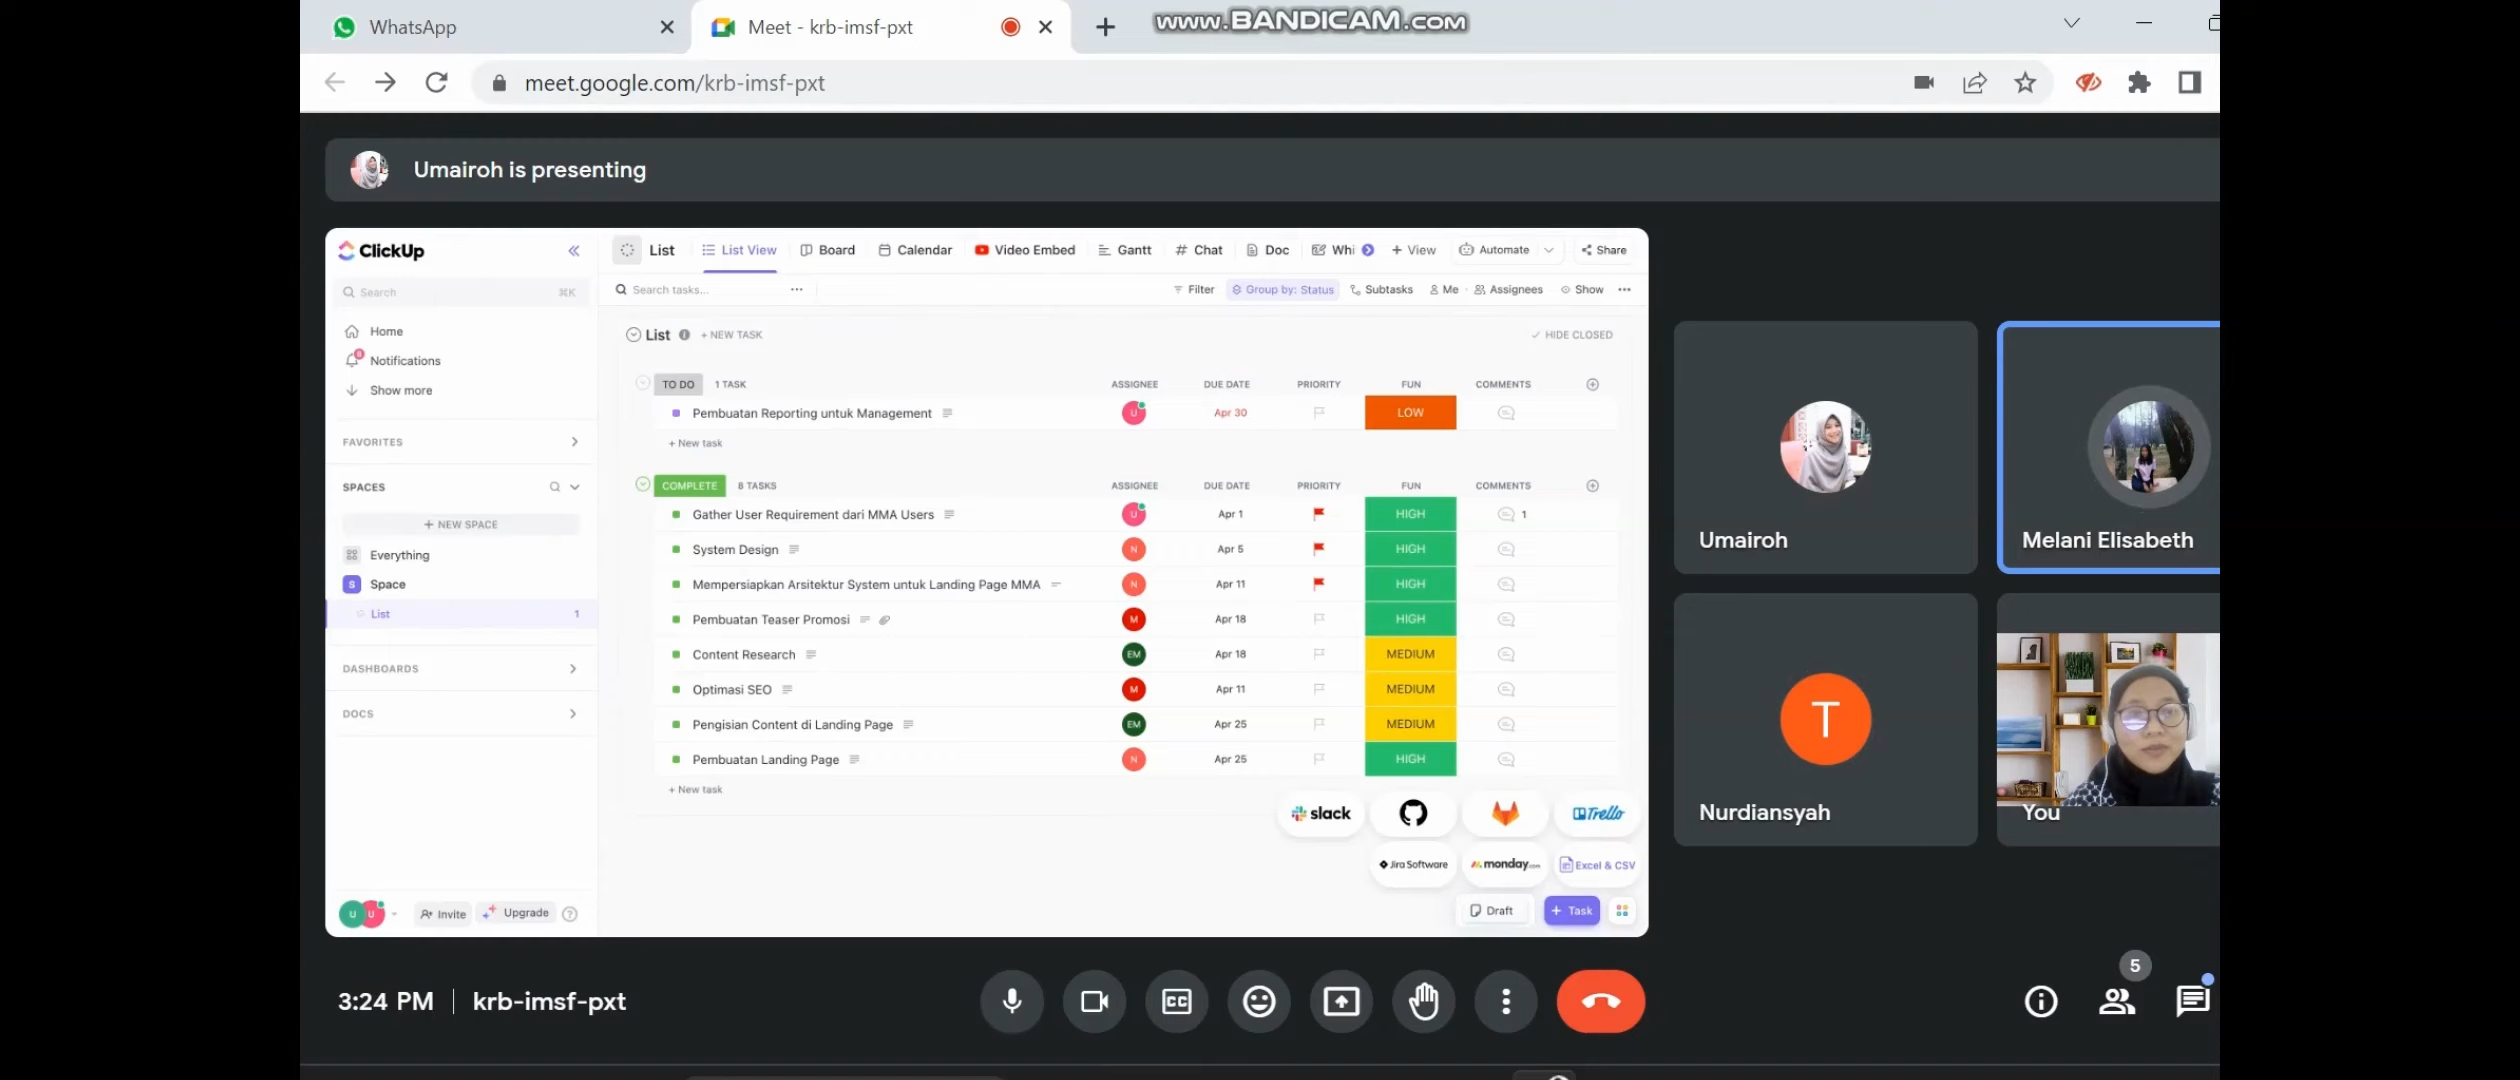 WhatsApp
Meet - krb-imsf-pxt
www.BANDICAM.com
meet.google.com/krb-imsf-pxt
Umairoh is presenting
ClickUp
List
List View
Board
Calendar
Video Embed
Gantt
# Chat
Doc
Whi
+ View
Automate
Share
Search
⌘K
Search tasks...
Filter
Group by: Status
Subtasks
Me
Assignees
Show
Home
8
Notifications
Show more
List
+ NEW TASK
HIDE CLOSED
TO DO
1 TASK
ASSIGNEE
DUE DATE
PRIORITY
FUN
COMMENTS
Pembuatan Reporting untuk Management
U
Apr 30
LOW
+ New task
FAVORITES
SPACES
+ NEW SPACE
Everything
S
Space
List
1
DASHBOARDS
DOCS
COMPLETE
8 TASKS
ASSIGNEE
DUE DATE
PRIORITY
FUN
COMMENTS
Gather User Requirement dari MMA Users
U
Apr 1
HIGH
1
System Design
N
Apr 5
HIGH
Mempersiapkan Arsitektur System untuk Landing Page MMA
N
Apr 11
HIGH
Pembuatan Teaser Promosi
M
Apr 18
HIGH
Content Research
EM
Apr 18
MEDIUM
Optimasi SEO
M
Apr 11
MEDIUM
Pengisian Content di Landing Page
EM
Apr 25
MEDIUM
Pembuatan Landing Page
N
Apr 25
HIGH
+ New task
slack
Trello
Jira Software
monday.com
Excel & CSV
U
U
Invite
Upgrade
Draft
+ Task
Umairoh
Melani Elisabeth
T
Nurdiansyah
You
3:24 PM
krb-imsf-pxt
CC
5